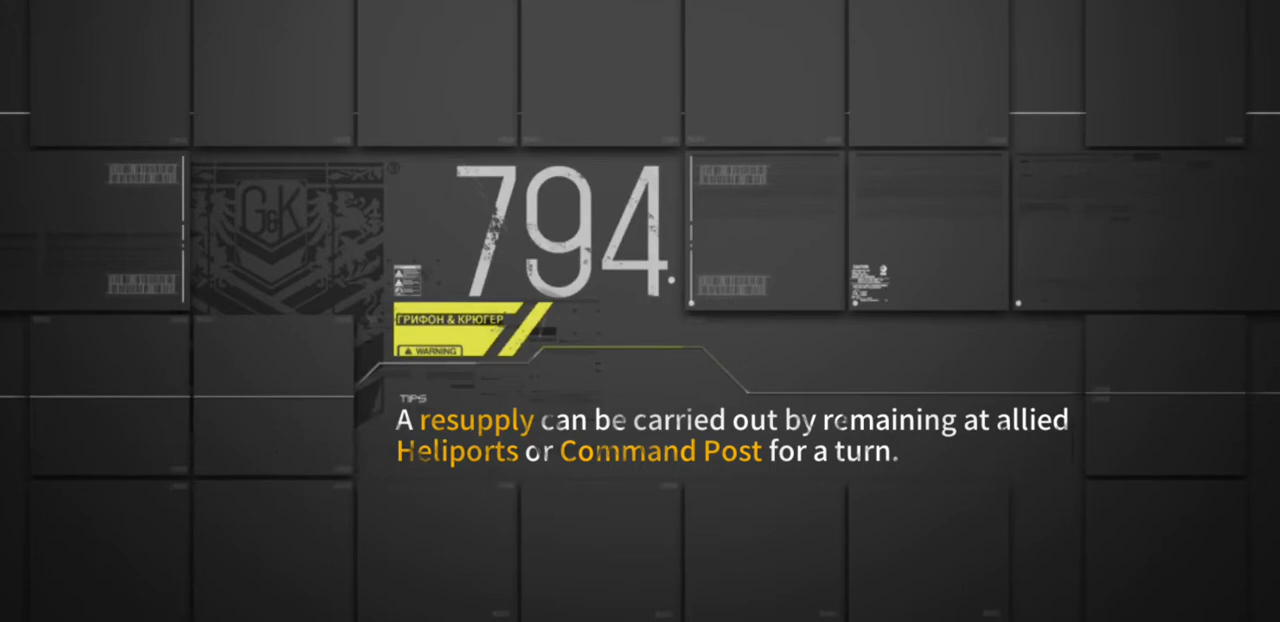 G&K
794.
ГРИФОН & КРЮГЕР
WARNING
TIPS
A resupply can be carried out by remaining at allied
Heliports or Command Post for a turn.